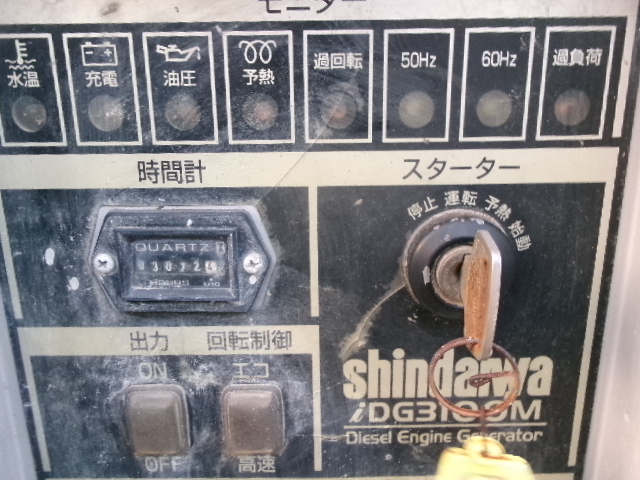 モニター
水温 充電 油圧 予熱 過回転 50Hz 60Hz 過負荷
時間計 スターター
停止 運転 予熱 始動
QUARTZ
出力 回転制御
ON エコ
OFF 高速
shindaiwa
iDG3100M
Diesel Engine Generator